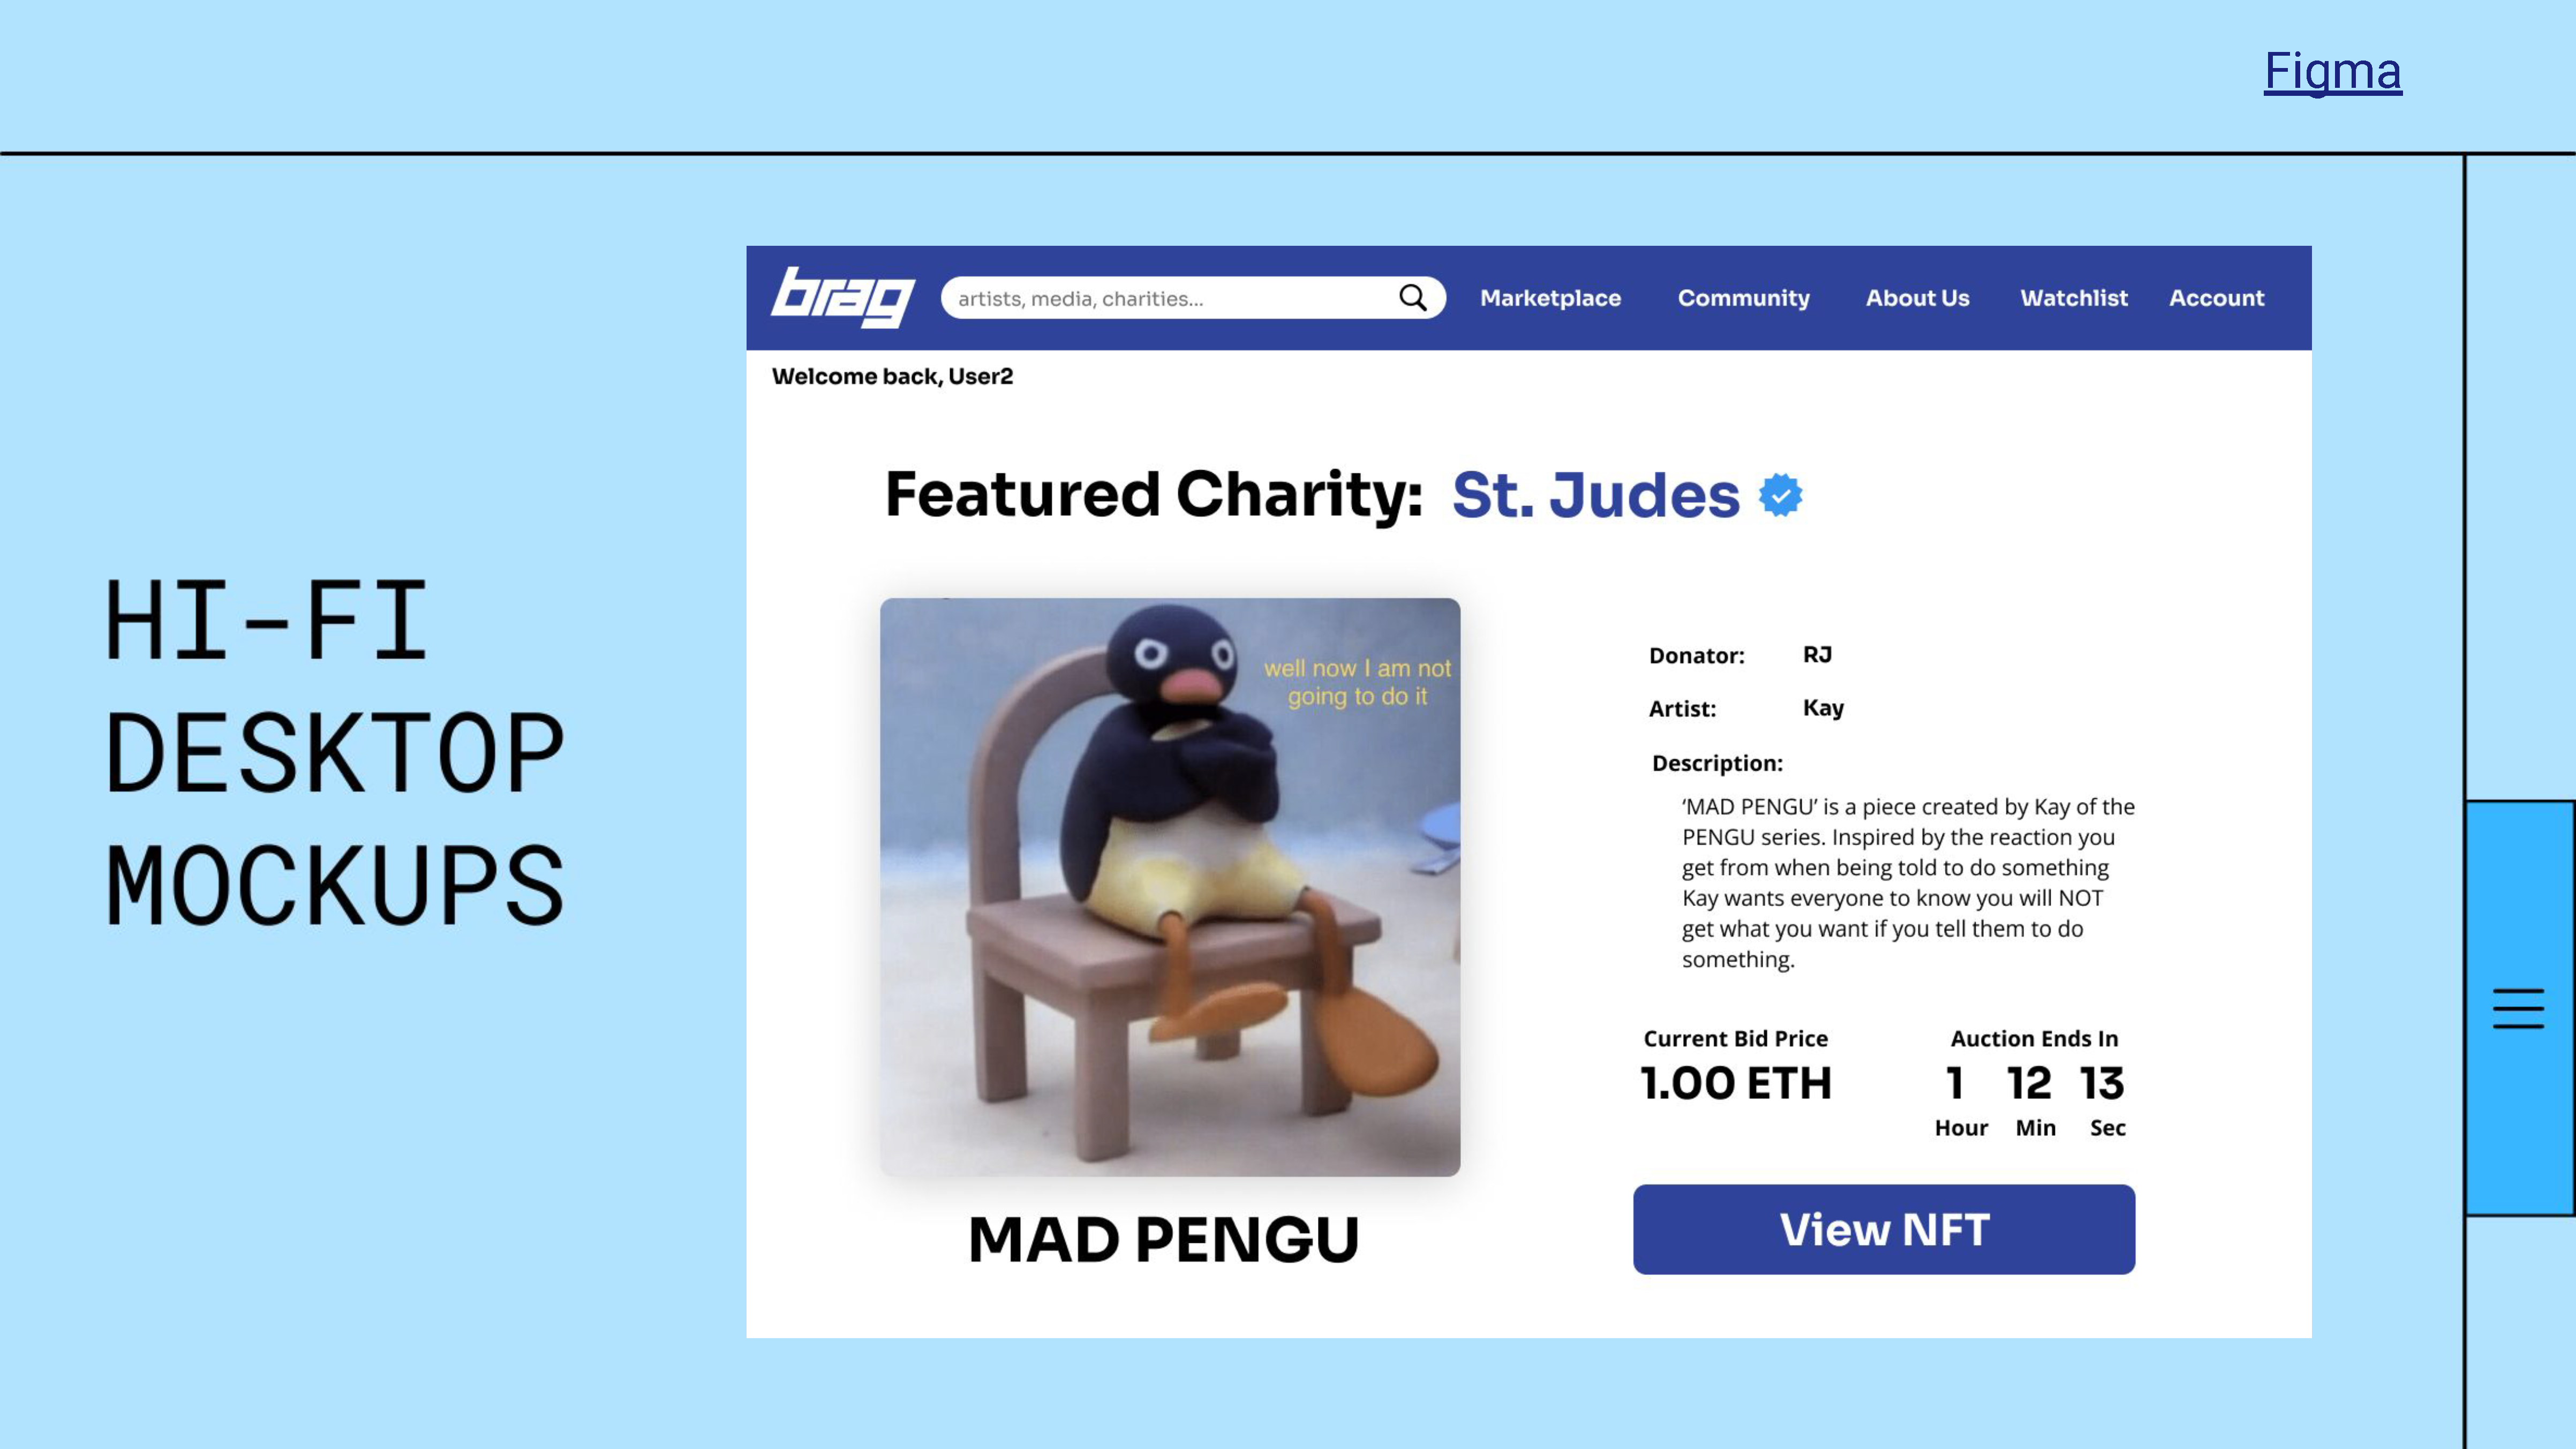 Figma
HI-FI
DESKTOP
MOCKUPS
brag
artists, media, charities...
Marketplace
Community
About Us
Watchlist
Account
Welcome back, User2
Featured Charity: St. Judes
well now I am not
going to do it
MAD PENGU
Donator: RJ
Artist: Kay
Description:
‘MAD PENGU’ is a piece created by Kay of the
PENGU series. Inspired by the reaction you
get from when being told to do something
Kay wants everyone to know you will NOT
get what you want if you tell them to do
something.
Current Bid Price
1.00 ETH
Auction Ends In
1 12 13
Hour Min Sec
View NFT